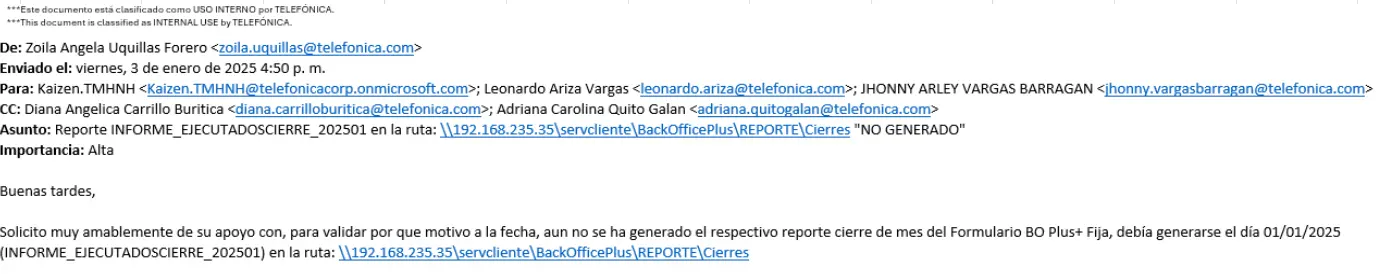 ***Este documento está clasificado como USO INTERNO por TELEFÓNICA.
***This document is classified as INTERNAL USE by TELEFÓNICA.
De: Zoila Angela Uquillas Forero <zoila.uquillas@telefonica.com>
Enviado el: viernes, 3 de enero de 2025 4:50 p. m.
Para: Kaizen.TMHNH <Kaizen.TMHNH@telefonicacorp.onmicrosoft.com>; Leonardo Ariza Vargas <leonardo.ariza@telefonica.com>; JHONNY ARLEY VARGAS BARRAGAN <jhonny.vargasbarragan@telefonica.com>
CC: Diana Angelica Carrillo Buritica <diana.carrilloburitica@telefonica.com>; Adriana Carolina Quito Galan <adriana.quitogalan@telefonica.com>
Asunto: Reporte INFORME_EJECUTADOSCIERRE_202501 en la ruta: \\192.168.235.35\servcliente\BackOfficePlus\REPORTE\Cierres "NO GENERADO"
Importancia: Alta
Buenas tardes,
Solicito muy amablemente de su apoyo con, para validar por que motivo a la fecha, aun no se ha generado el respectivo reporte cierre de mes del Formulario BO Plus+ Fija, debía generarse el día 01/01/2025
(INFORME_EJECUTADOSCIERRE_202501) en la ruta: \\192.168.235.35\servcliente\BackOfficePlus\REPORTE\Cierres